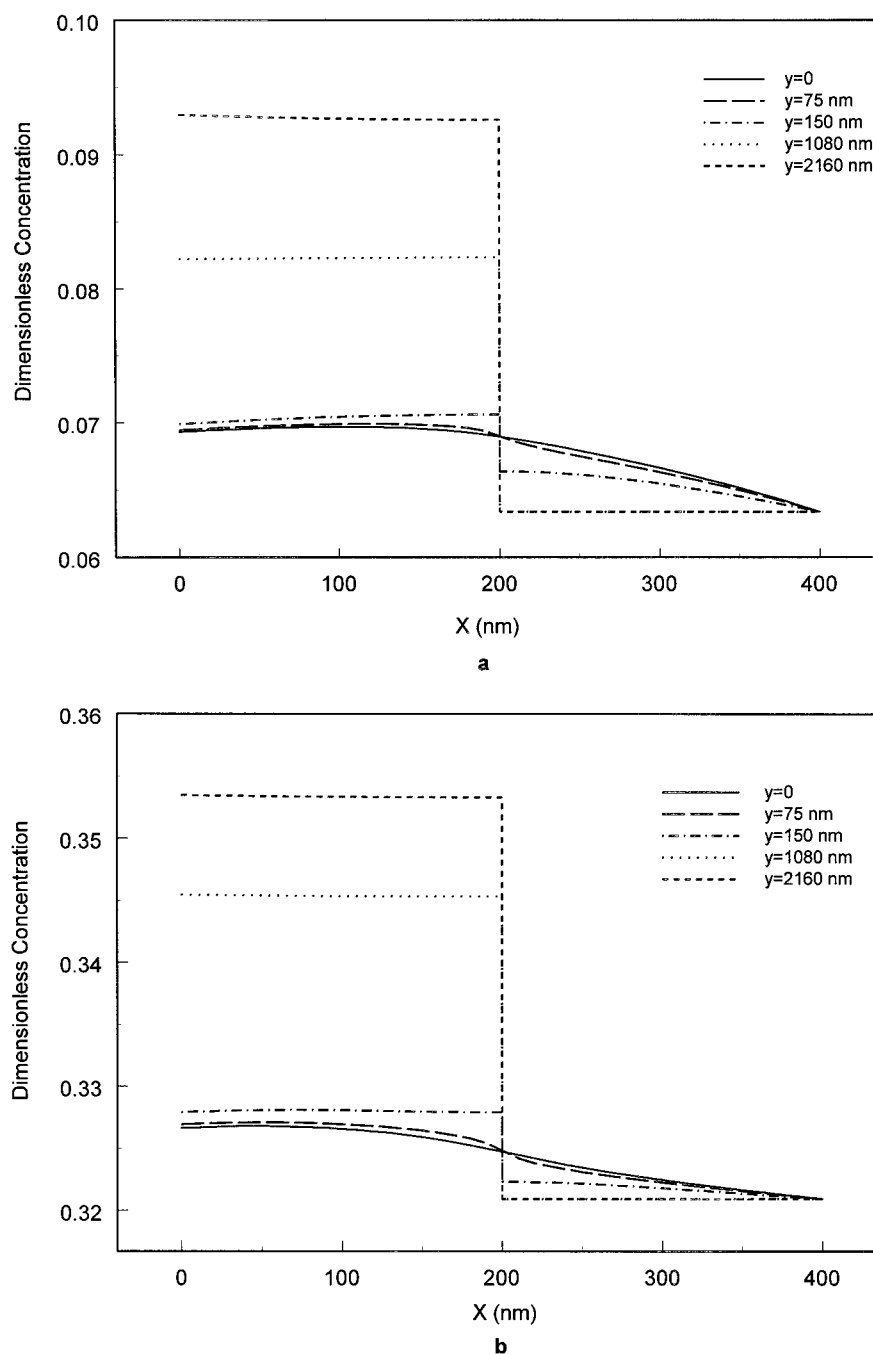 0.10
0.09
0.08
0.07
0.06
Dimensionless Concentration
y=0
y=75 nm
y=150 nm
y=1080 nm
y=2160 nm
0 100 200 300 400
X (nm)
a
0.36
0.35
0.34
0.33
0.32
Dimensionless Concentration
y=0
y=75 nm
y=150 nm
y=1080 nm
y=2160 nm
0 100 200 300 400
X (nm)
b